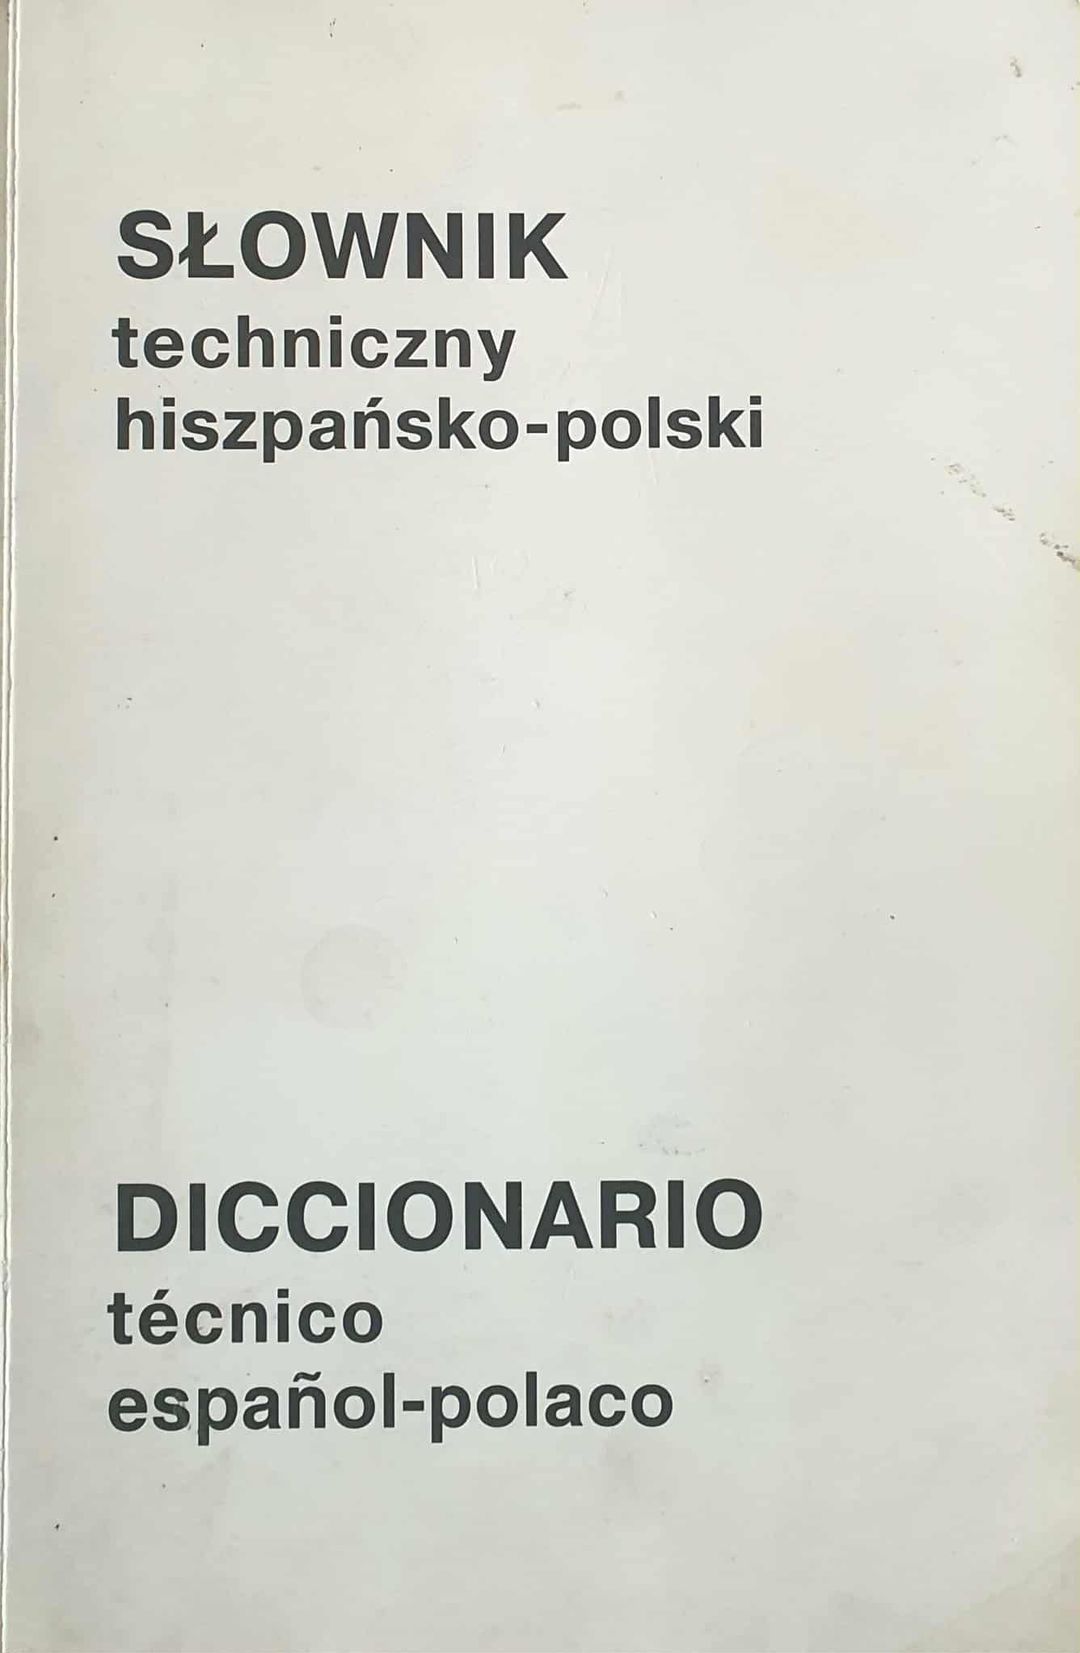 SŁOWNIK
techniczny
hiszpańsko-polski
DICCIONARIO
técnico
español-polaco